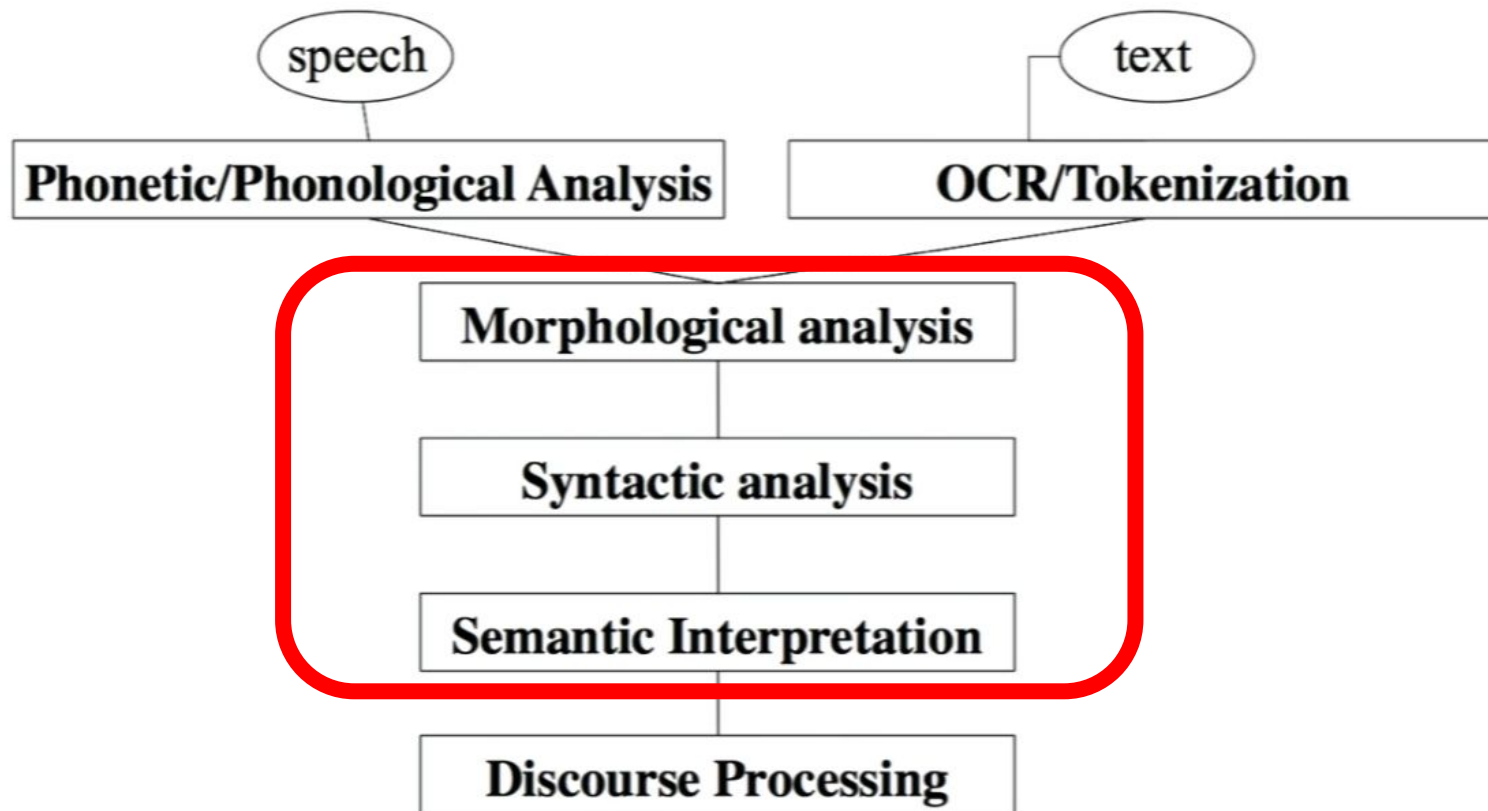 speech
text
Phonetic/Phonological Analysis
OCR/Tokenization
Morphological analysis
Syntactic analysis
Semantic Interpretation
Discourse Processing